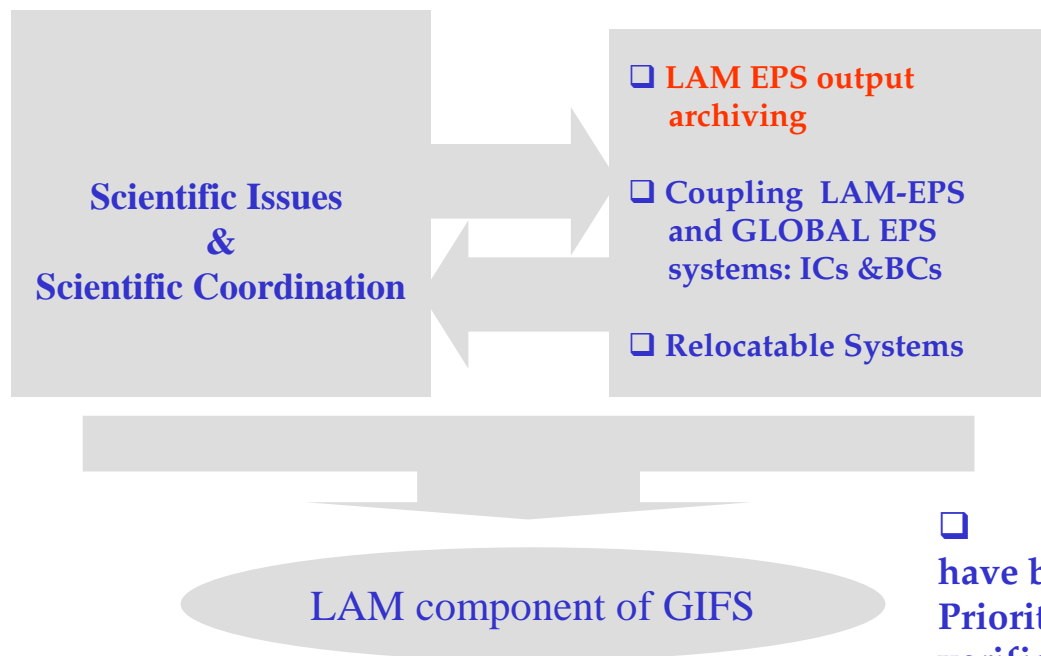 Scientific Issues
&
Scientific Coordination
❑ LAM EPS output
archiving
❑ Coupling LAM-EPS
and GLOBAL EPS
systems: ICs &BCs
❑ Relocatable Systems
LAM component of GIFS
❑
have